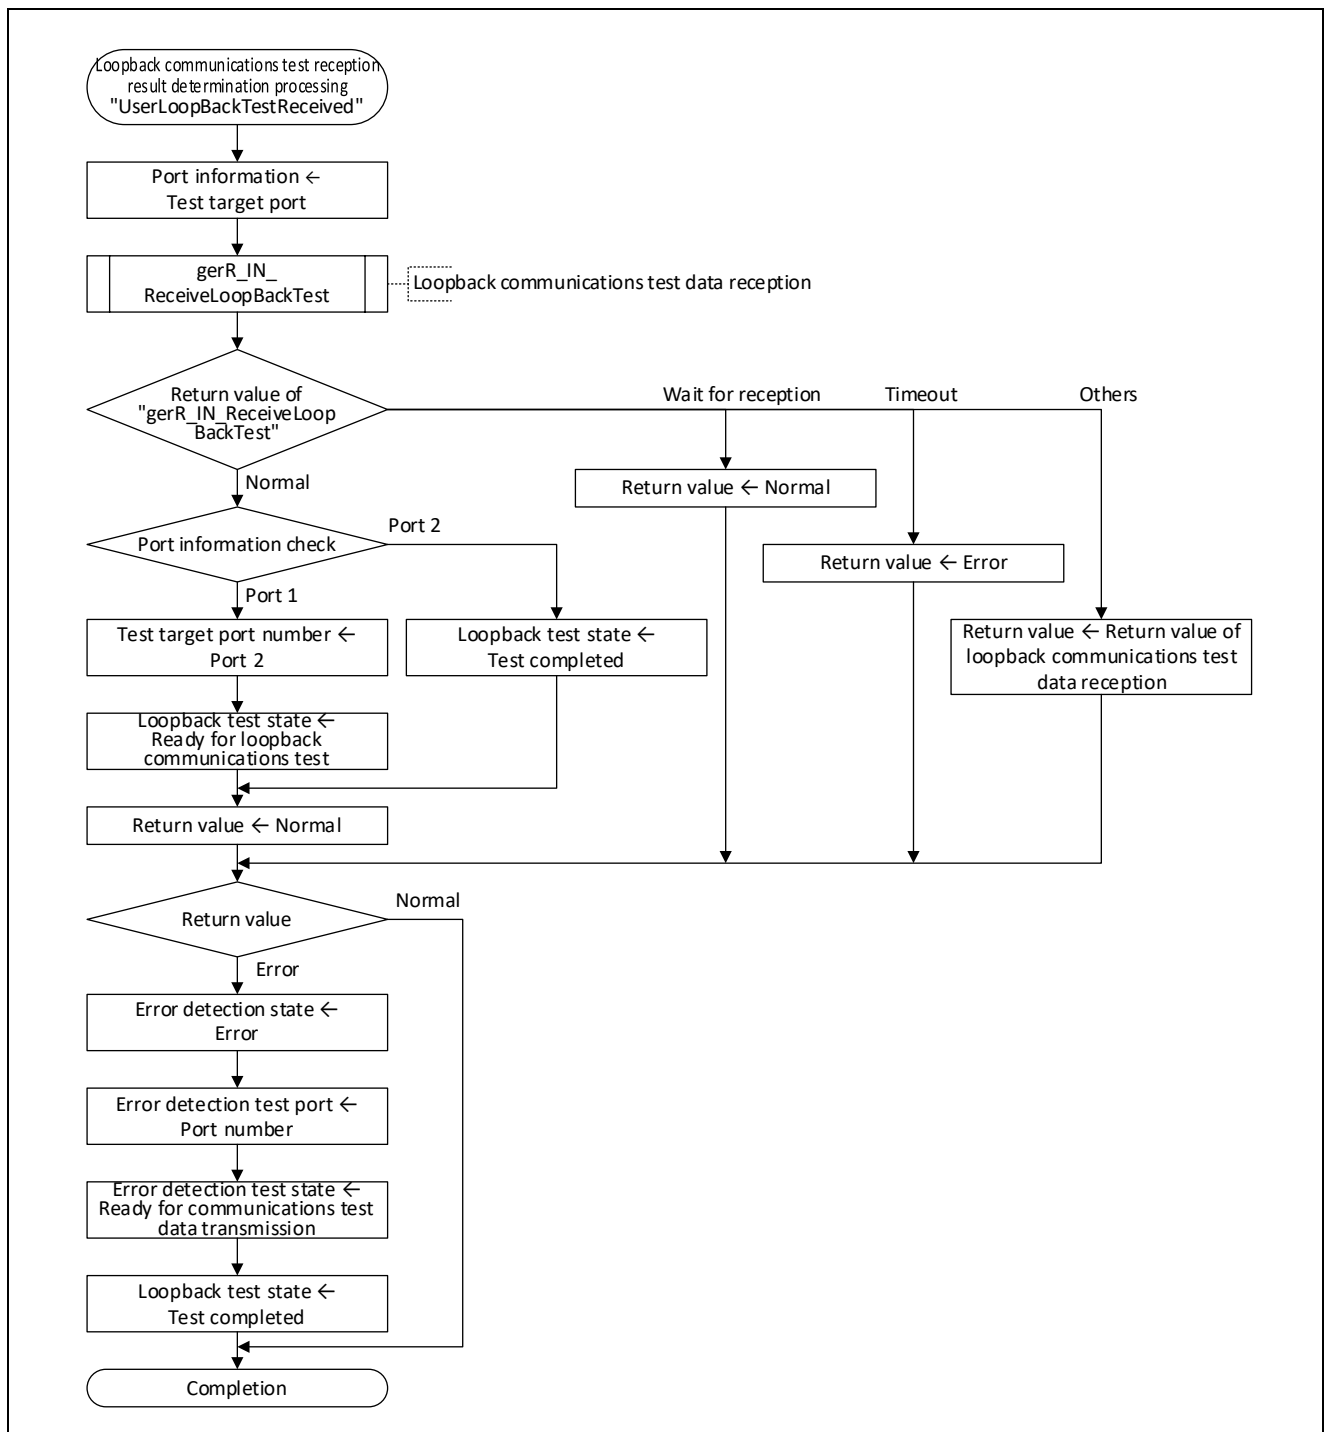 Loopback communications test reception
result determination processing
"UserLoopBackTestReceived"
Port information ←
Test target port
gerR_IN_
ReceiveLoopBackTest
Loopback communications test data reception
Return value of
"gerR_IN_ReceiveLoop
BackTest"
Wait for reception
Timeout
Others
Normal
Return value ← Normal
Port information check
Port 2
Return value ← Error
Port 1
Test target port number ←
Port 2
Loopback test state ←
Test completed
Return value ← Return value of
loopback communications test
data reception
Loopback test state ←
Ready for loopback
communications test
Return value ← Normal
Return value
Normal
Error
Error detection state ←
Error
Error detection test port ←
Port number
Error detection test state ←
Ready for communications test
data transmission
Loopback test state ←
Test completed
Completion